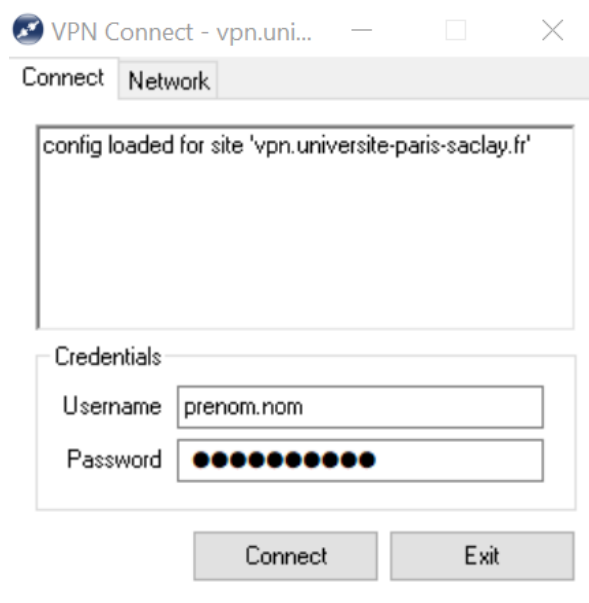 VPN Connect - vpn.uni...
Connect Network
config loaded for site 'vpn.universite-paris-saclay.fr'
Credentials
Username prenom.nom
Password ●●●●●●●●●●
Connect Exit